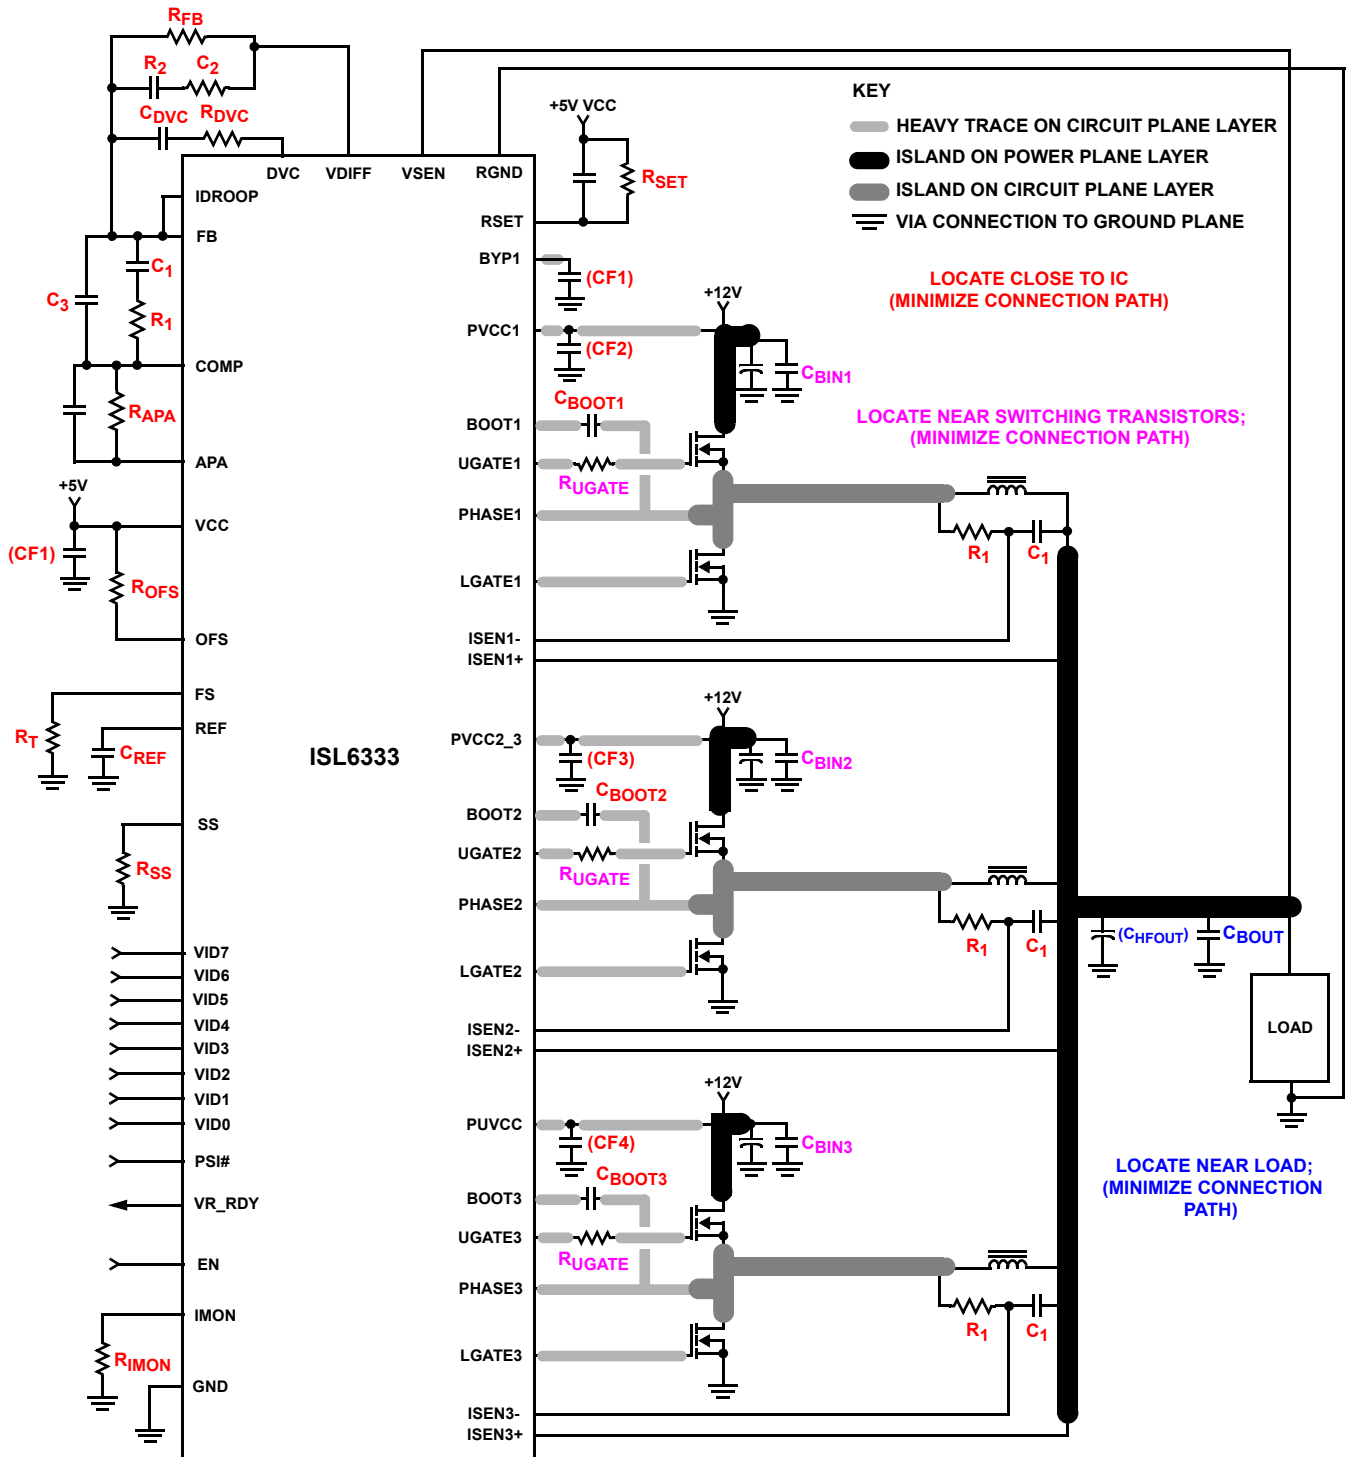 RFB
R2 C2
CDVC RDVC
DVC VDIFF VSEN RGND
IDROOP
FB
C1
C3
R1
COMP
RAPA
APA
+5V
VCC
(CF1)
ROFS
OFS
FS
REF
RT
CREF
SS
RSS
VID7
VID6
VID5
VID4
VID3
VID2
VID1
VID0
PSI#
VR_RDY
EN
IMON
RIMON
GND
ISL6333
+5V VCC
RSET
RSET
BYP1
(CF1)
+12V
PVCC1
(CF2)
CBIN1
CBOOT1
BOOT1
UGATE1
RUGATE
PHASE1
R1 C1
LGATE1
ISEN1-
ISEN1+
+12V
PVCC2_3
(CF3)
CBIN2
CBOOT2
BOOT2
UGATE2
RUGATE
PHASE2
R1 C1
LGATE2
ISEN2-
ISEN2+
+12V
PUVCC
(CF4)
CBIN3
CBOOT3
BOOT3
UGATE3
RUGATE
PHASE3
R1 C1
LGATE3
ISEN3-
ISEN3+
KEY
HEAVY TRACE ON CIRCUIT PLANE LAYER
ISLAND ON POWER PLANE LAYER
ISLAND ON CIRCUIT PLANE LAYER
VIA CONNECTION TO GROUND PLANE
LOCATE CLOSE TO IC
(MINIMIZE CONNECTION PATH)
LOCATE NEAR SWITCHING TRANSISTORS;
(MINIMIZE CONNECTION PATH)
(CHFOUT) CBOUT
LOAD
LOCATE NEAR LOAD;
(MINIMIZE CONNECTION
PATH)